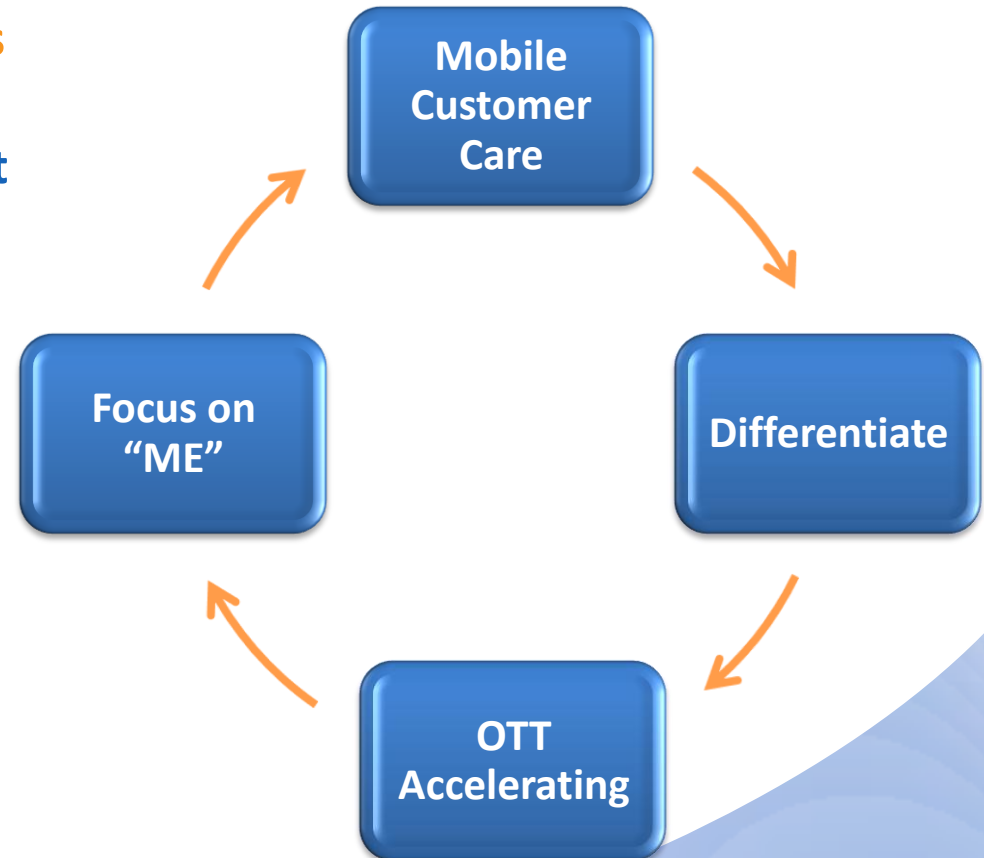 s
t
Mobile
Customer
Care
Focus on
“ME”
Differentiate
OTT
Accelerating